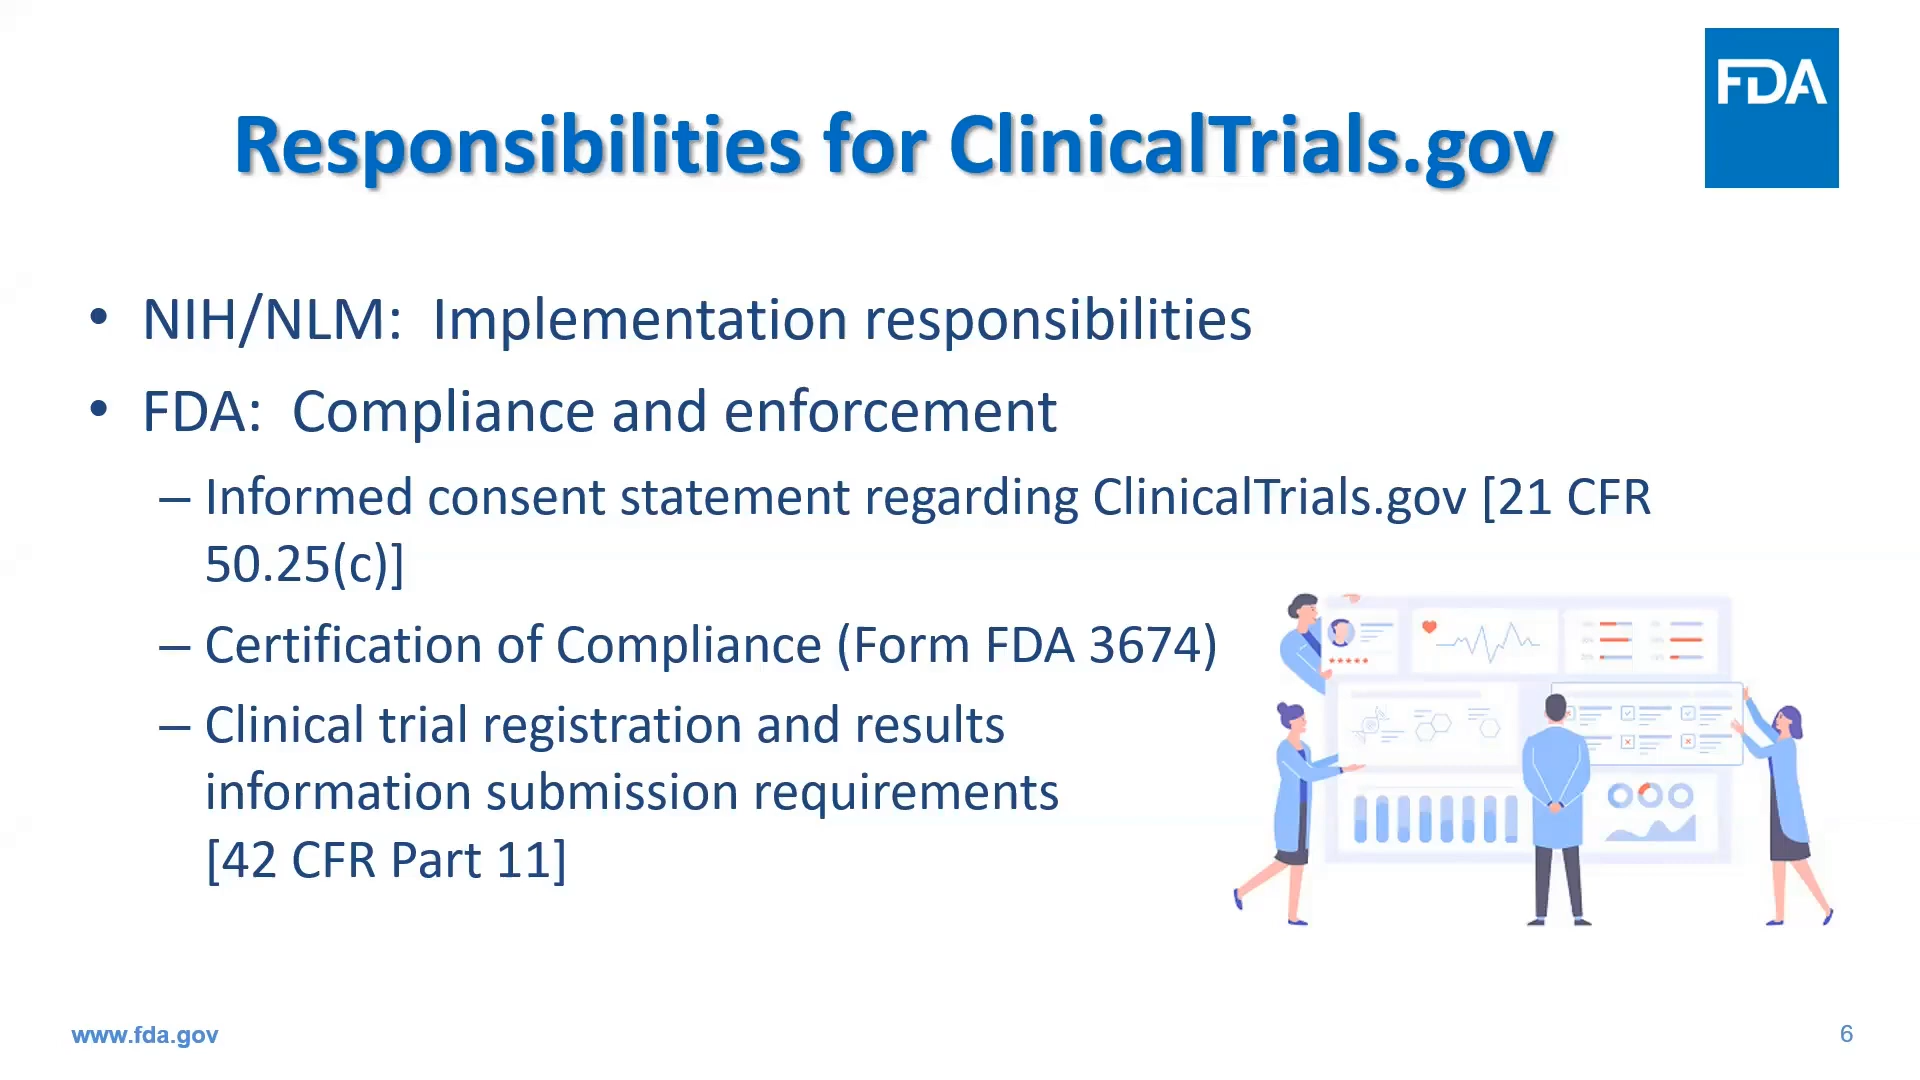 FDA
Responsibilities for ClinicalTrials.gov
• NIH/NLM:  Implementation responsibilities
• FDA:  Compliance and enforcement
– Informed consent statement regarding ClinicalTrials.gov [21 CFR
50.25(c)]
– Certification of Compliance (Form FDA 3674)
– Clinical trial registration and results
information submission requirements
[42 CFR Part 11]
www.fda.gov
6